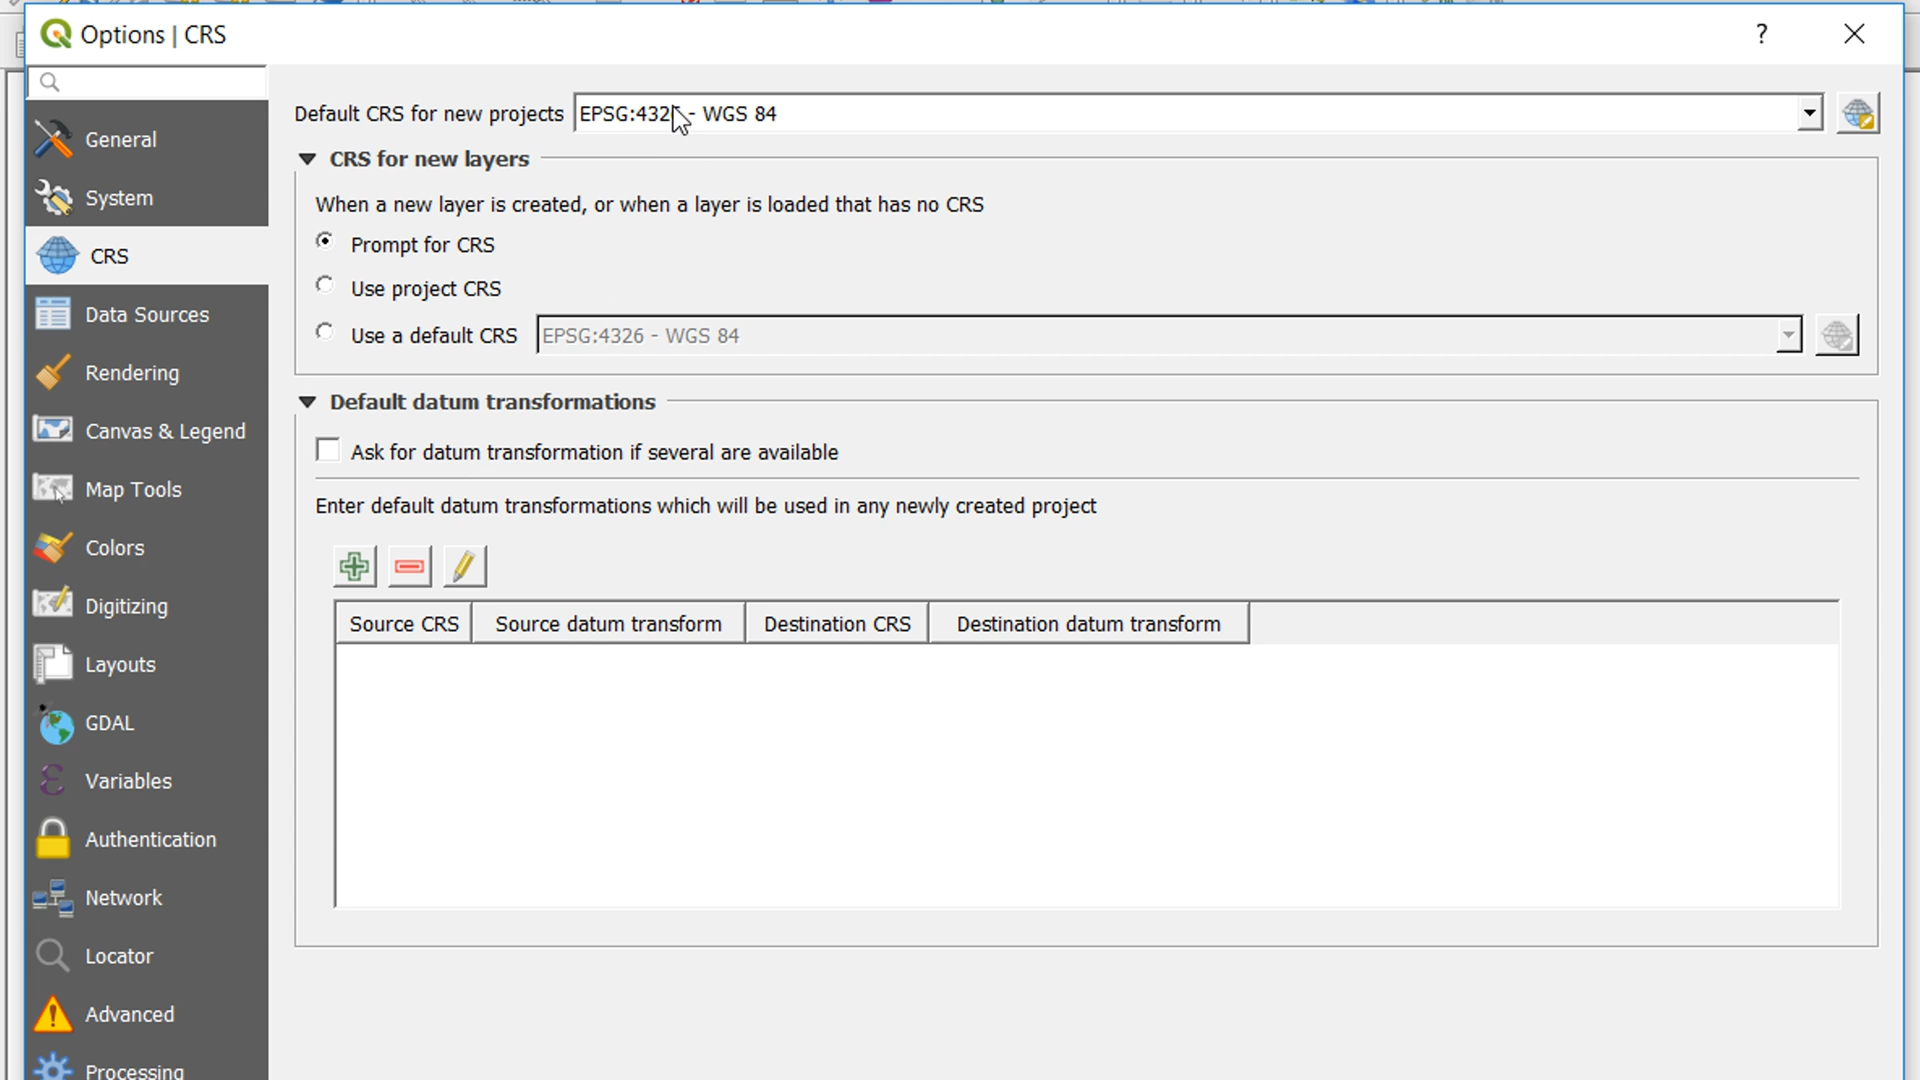 Options | CRS
?
Default CRS for new projects
EPSG:4326 - WGS 84
General
System
CRS
Data Sources
Rendering
Canvas & Legend
Map Tools
Colors
Digitizing
Layouts
GDAL
Variables
Authentication
Network
Locator
Advanced
Processing
CRS for new layers
When a new layer is created, or when a layer is loaded that has no CRS
Prompt for CRS
Use project CRS
Use a default CRS
EPSG:4326 - WGS 84
Default datum transformations
Ask for datum transformation if several are available
Enter default datum transformations which will be used in any newly created project
Source CRS
Source datum transform
Destination CRS
Destination datum transform